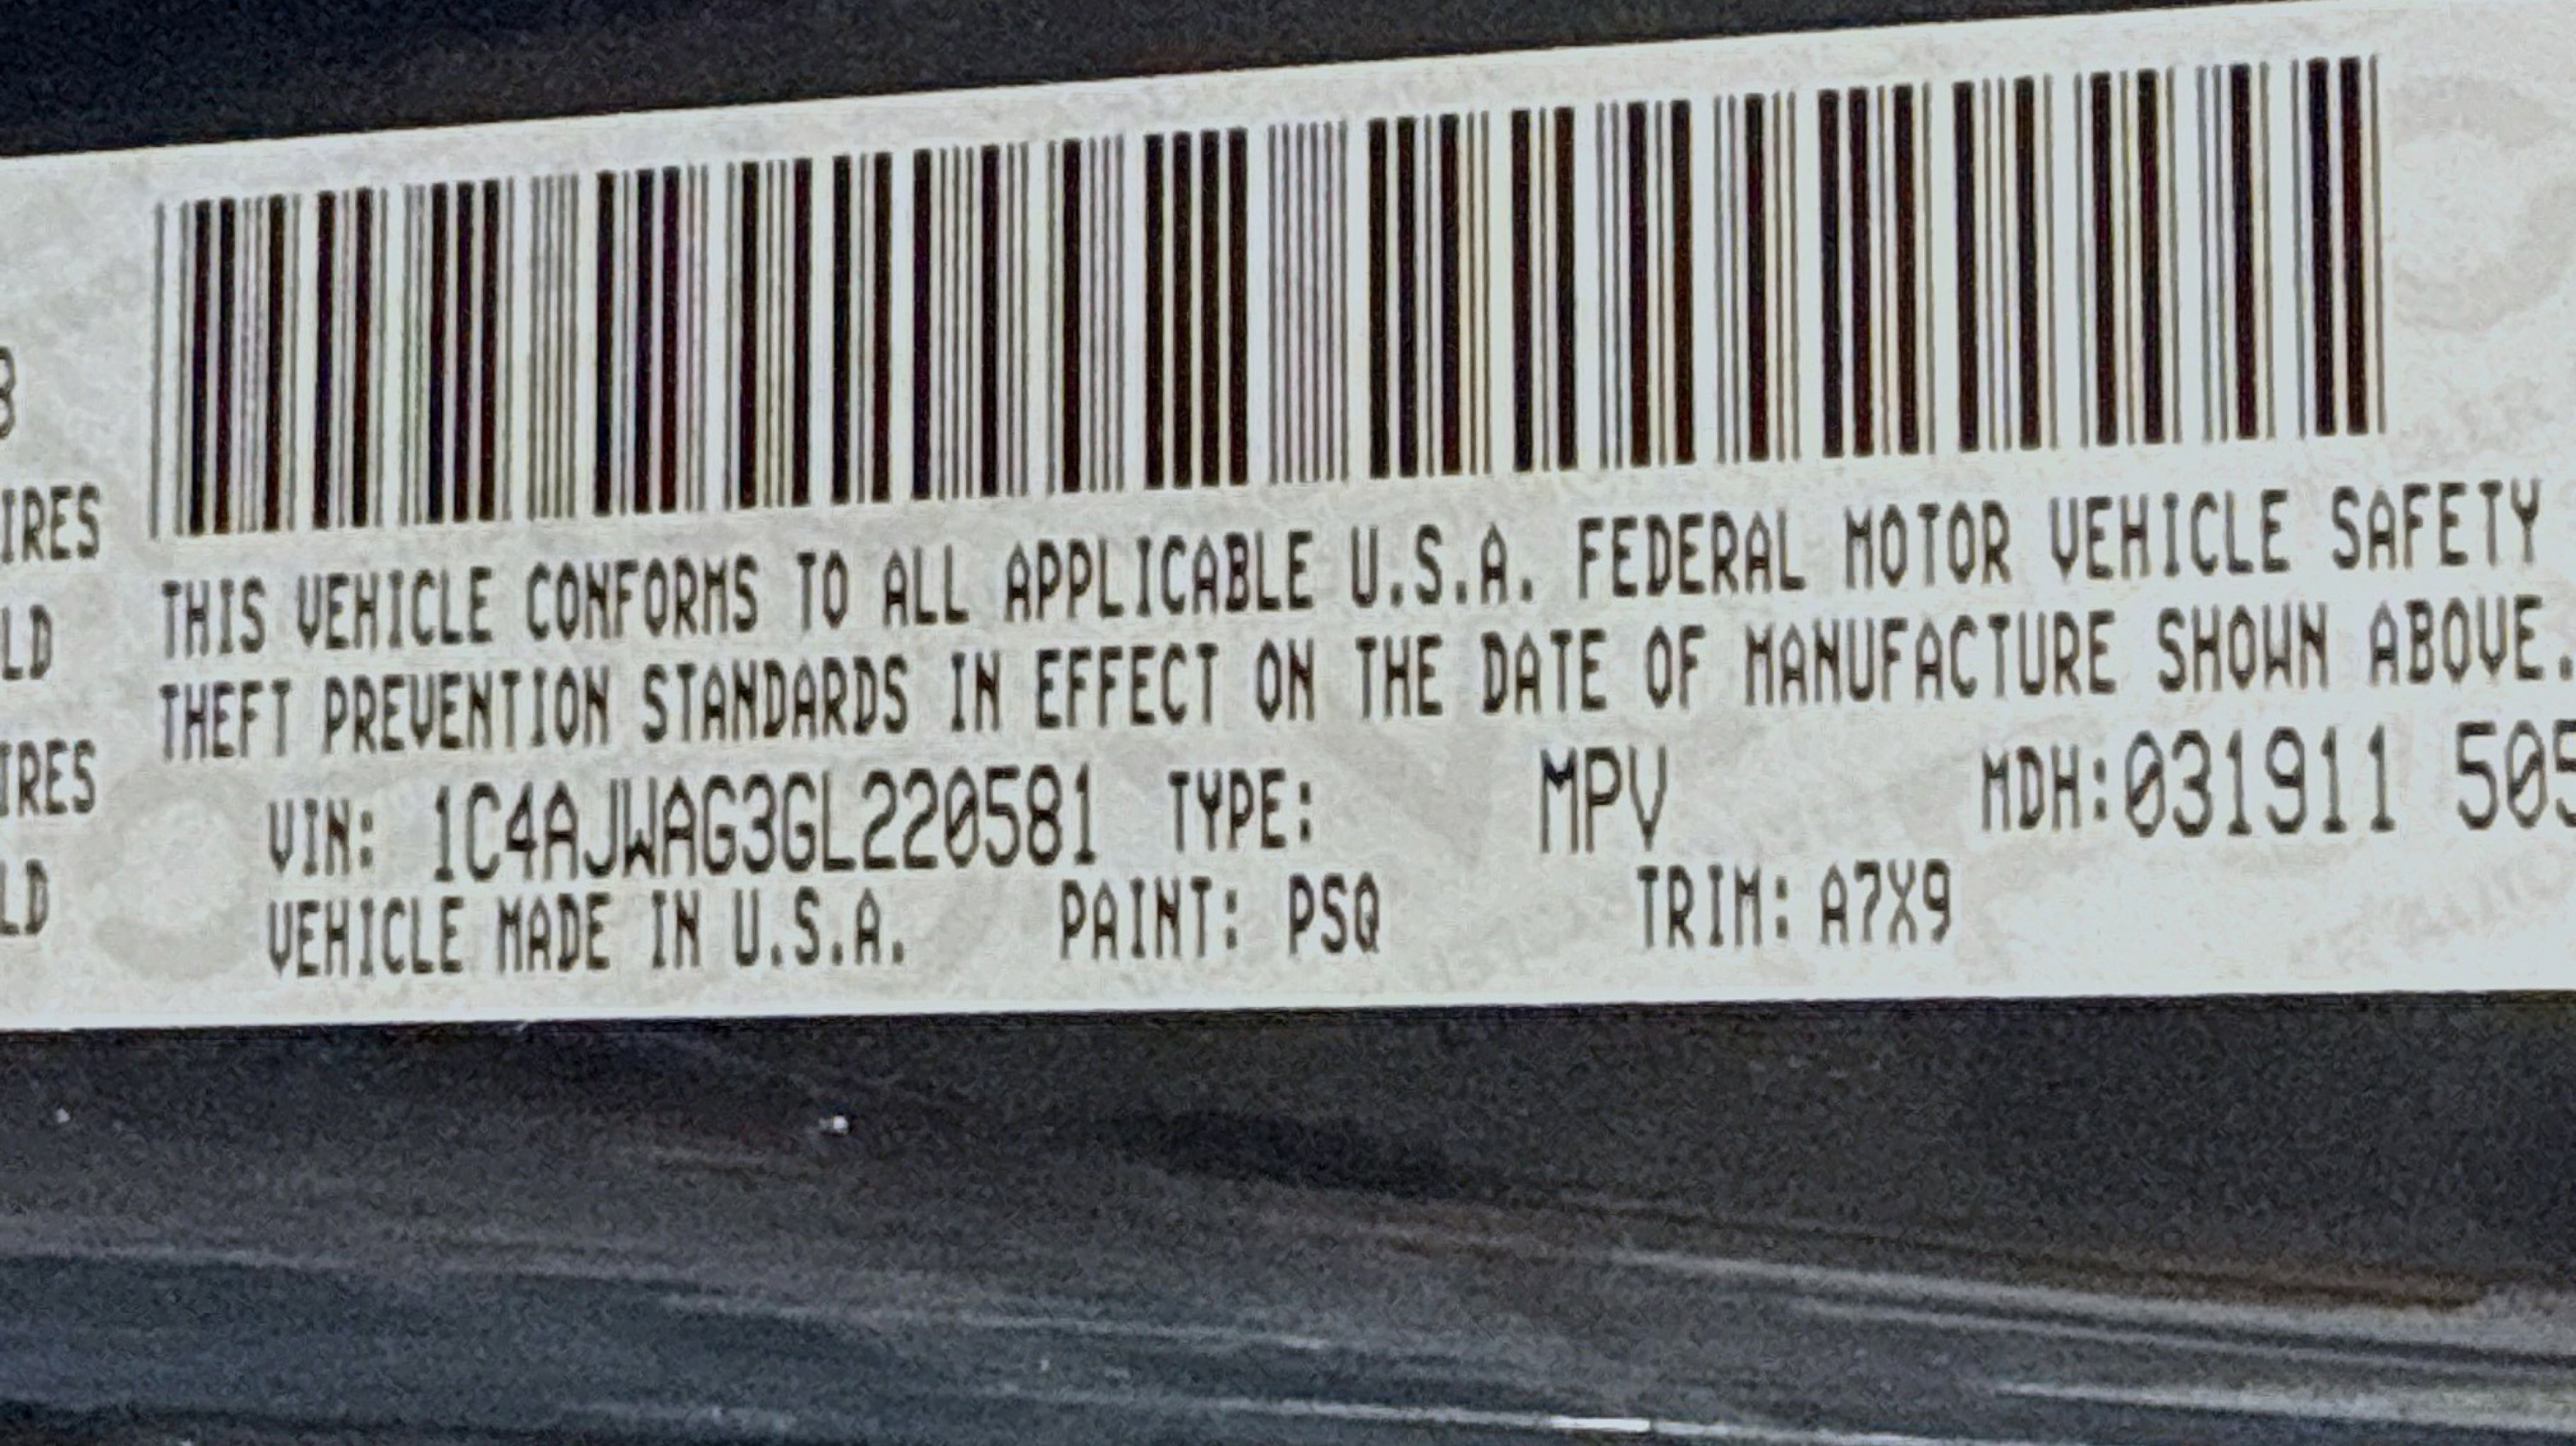 8
IRES
THIS VEHICLE CONFORMS TO ALL APPLICABLE U.S.A. FEDERAL MOTOR VEHICLE SAFETY
LD
THEFT PREVENTION STANDARDS IN EFFECT ON THE DATE OF MANUFACTURE SHOWN ABOVE.
IRES
VIN: 1C4AJWAG3GL220581 TYPE: MPV MDH:031911 505
LD
VEHICLE MADE IN U.S.A. PAINT: PSQ TRIM: A7X9